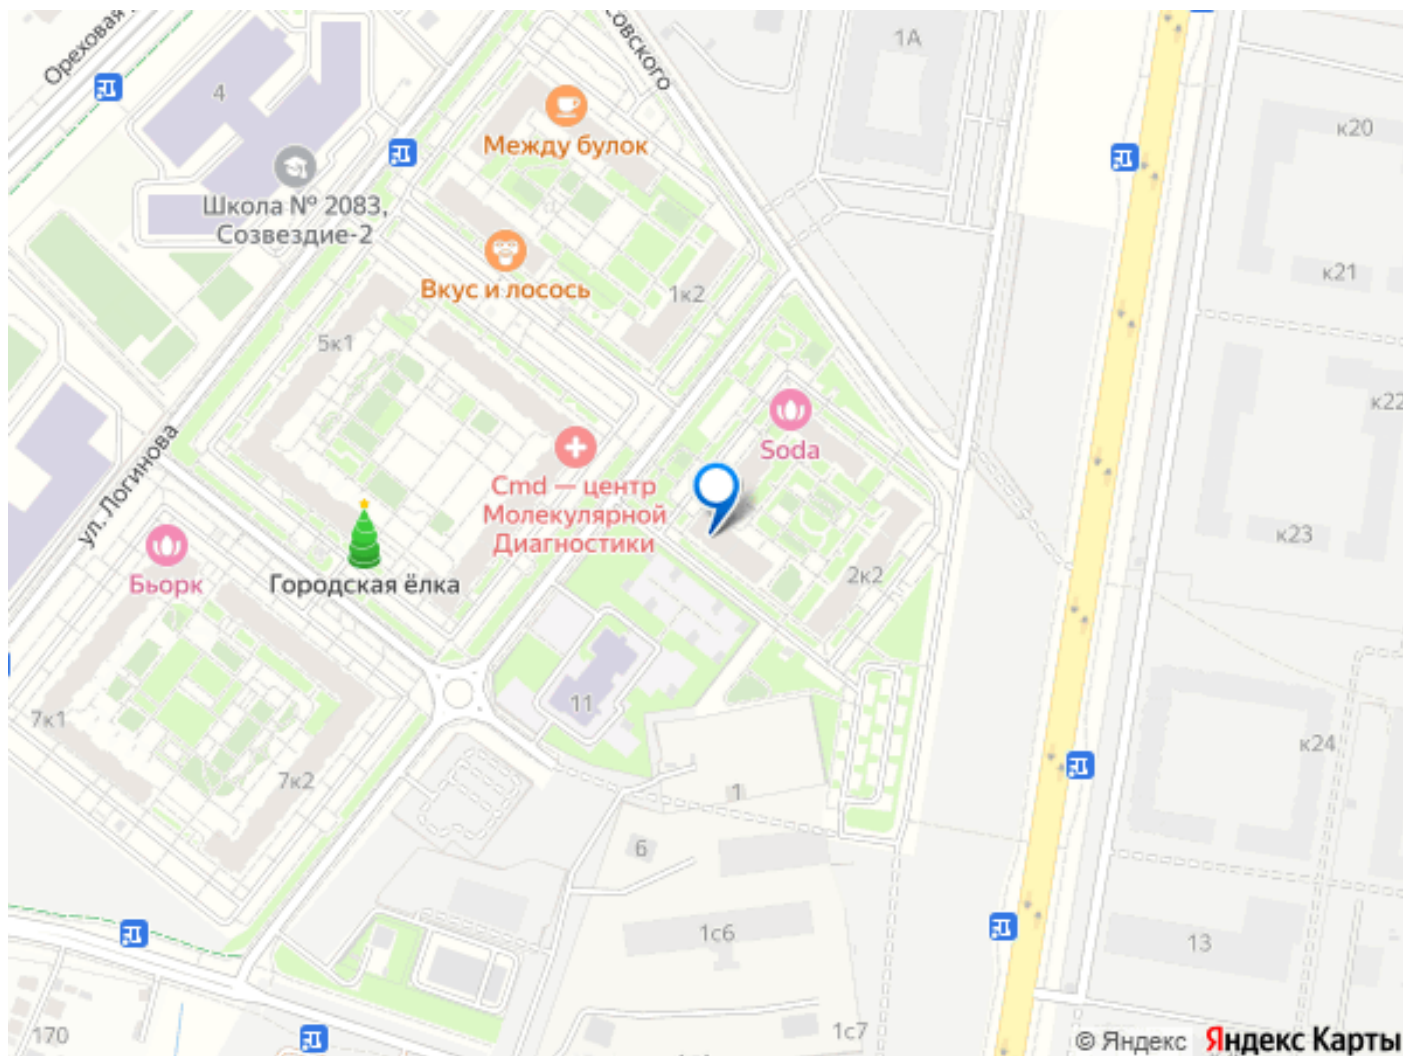 Ореховая
овского
1А
4
к20
Между булок
Школа № 2083,
Созвездие-2
Вкус и лосось
1к2
к21
5к1
к22
Soda
ул. Логинова
Cmd — центр
Молекулярной
Диагностики
к23
Бьорк
Городская ёлка
2к2
11
7к1
к24
7к2
1
6
1с6
13
170
1с7
© Яндекс Яндекс Карты